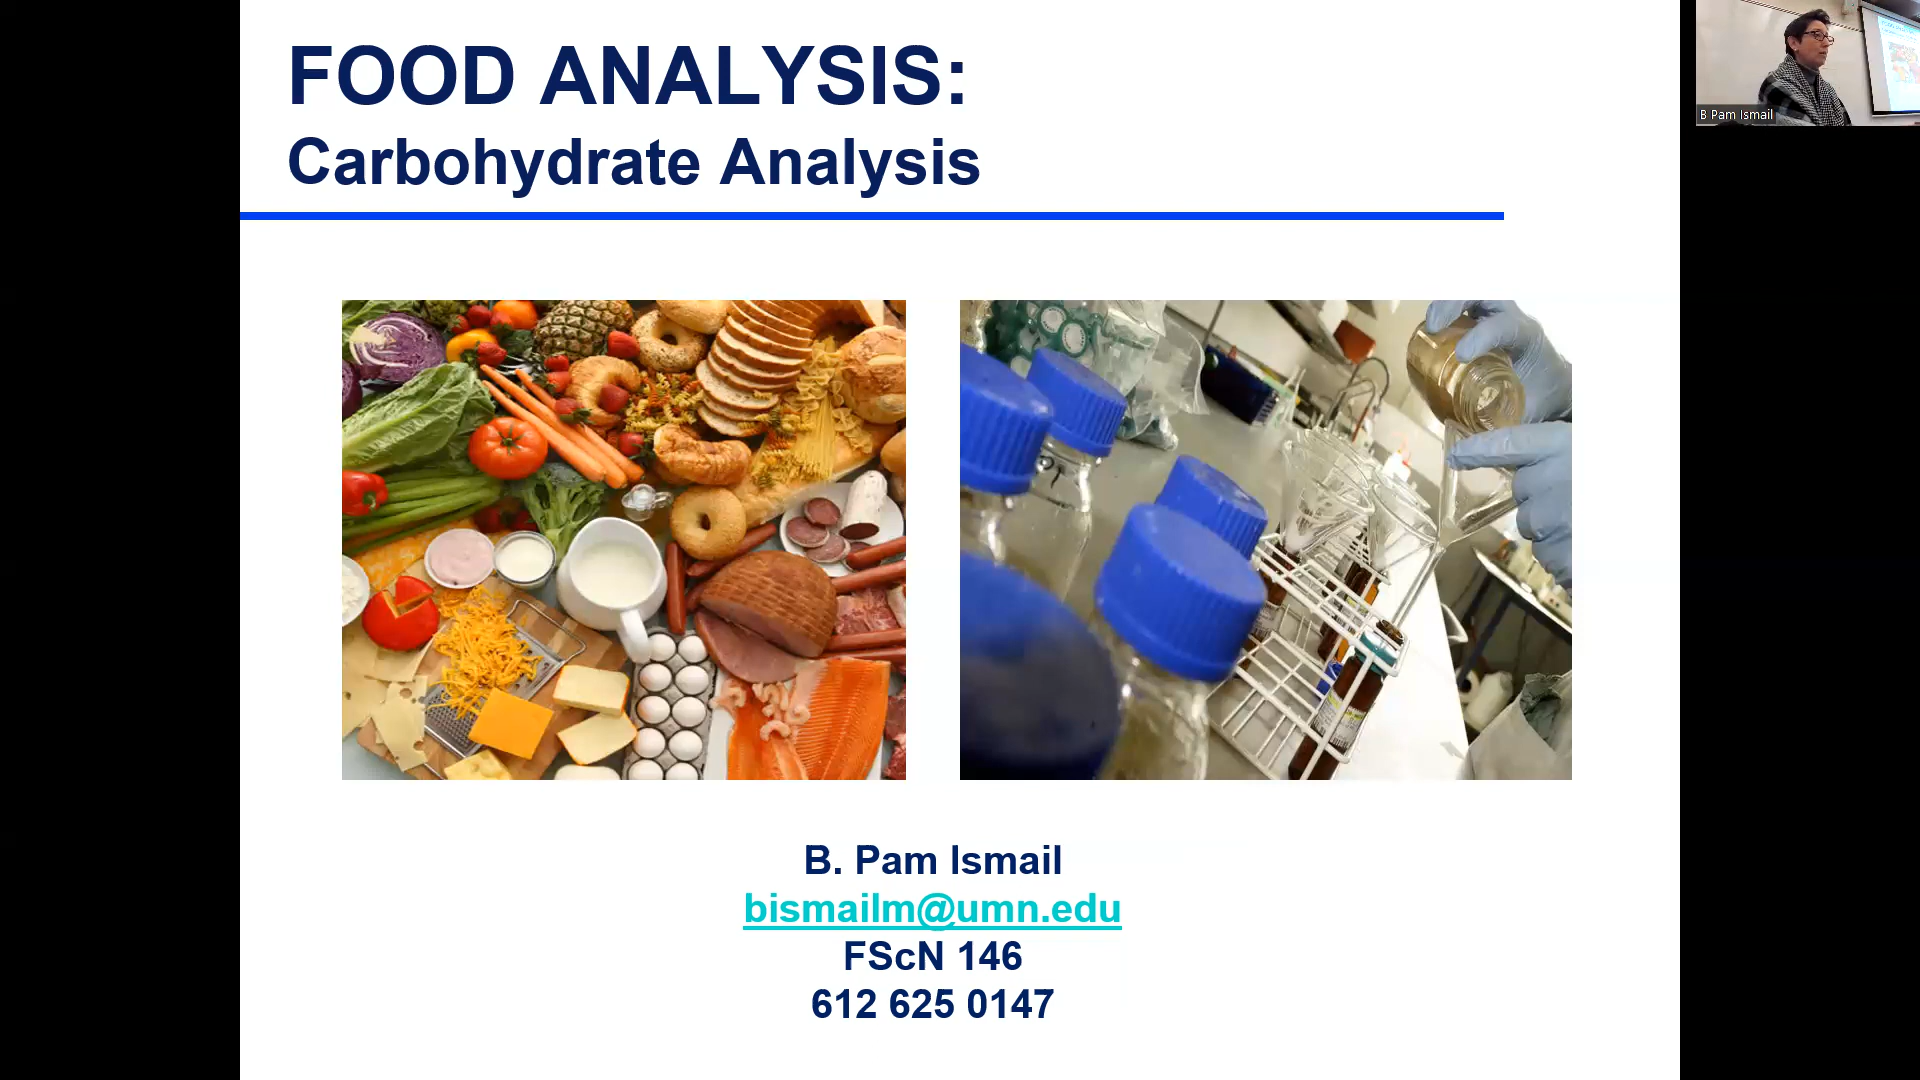 FOOD ANALYSIS:
Carbohydrate Analysis
B Pam Ismail
B. Pam Ismail
bismailm@umn.edu
FScN 146
612 625 0147